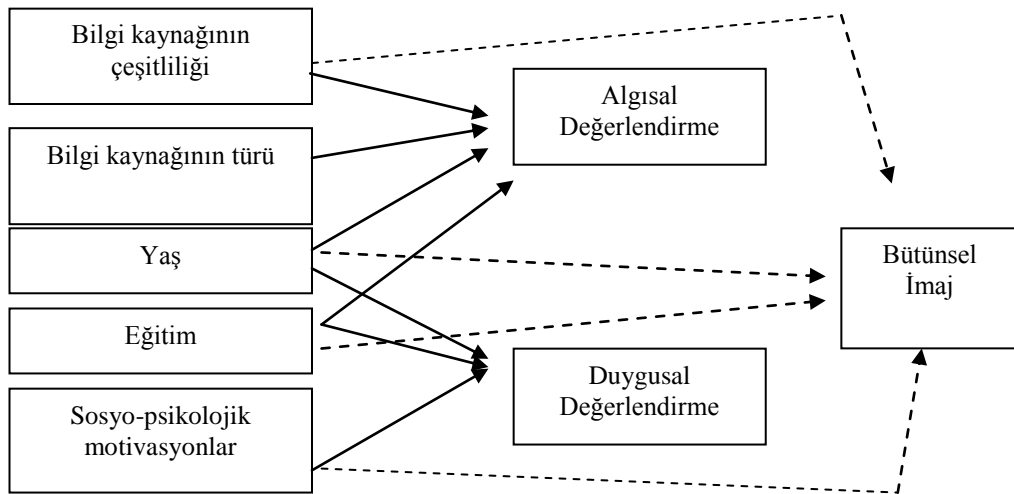 Bilgi kaynağının
çeşitliliği
Bilgi kaynağının türü
Yaş
Eğitim
Sosyo-psikolojik
motivasyonlar
Algısal
Değerlendirme
Duygusal
Değerlendirme
Bütünsel
İmaj